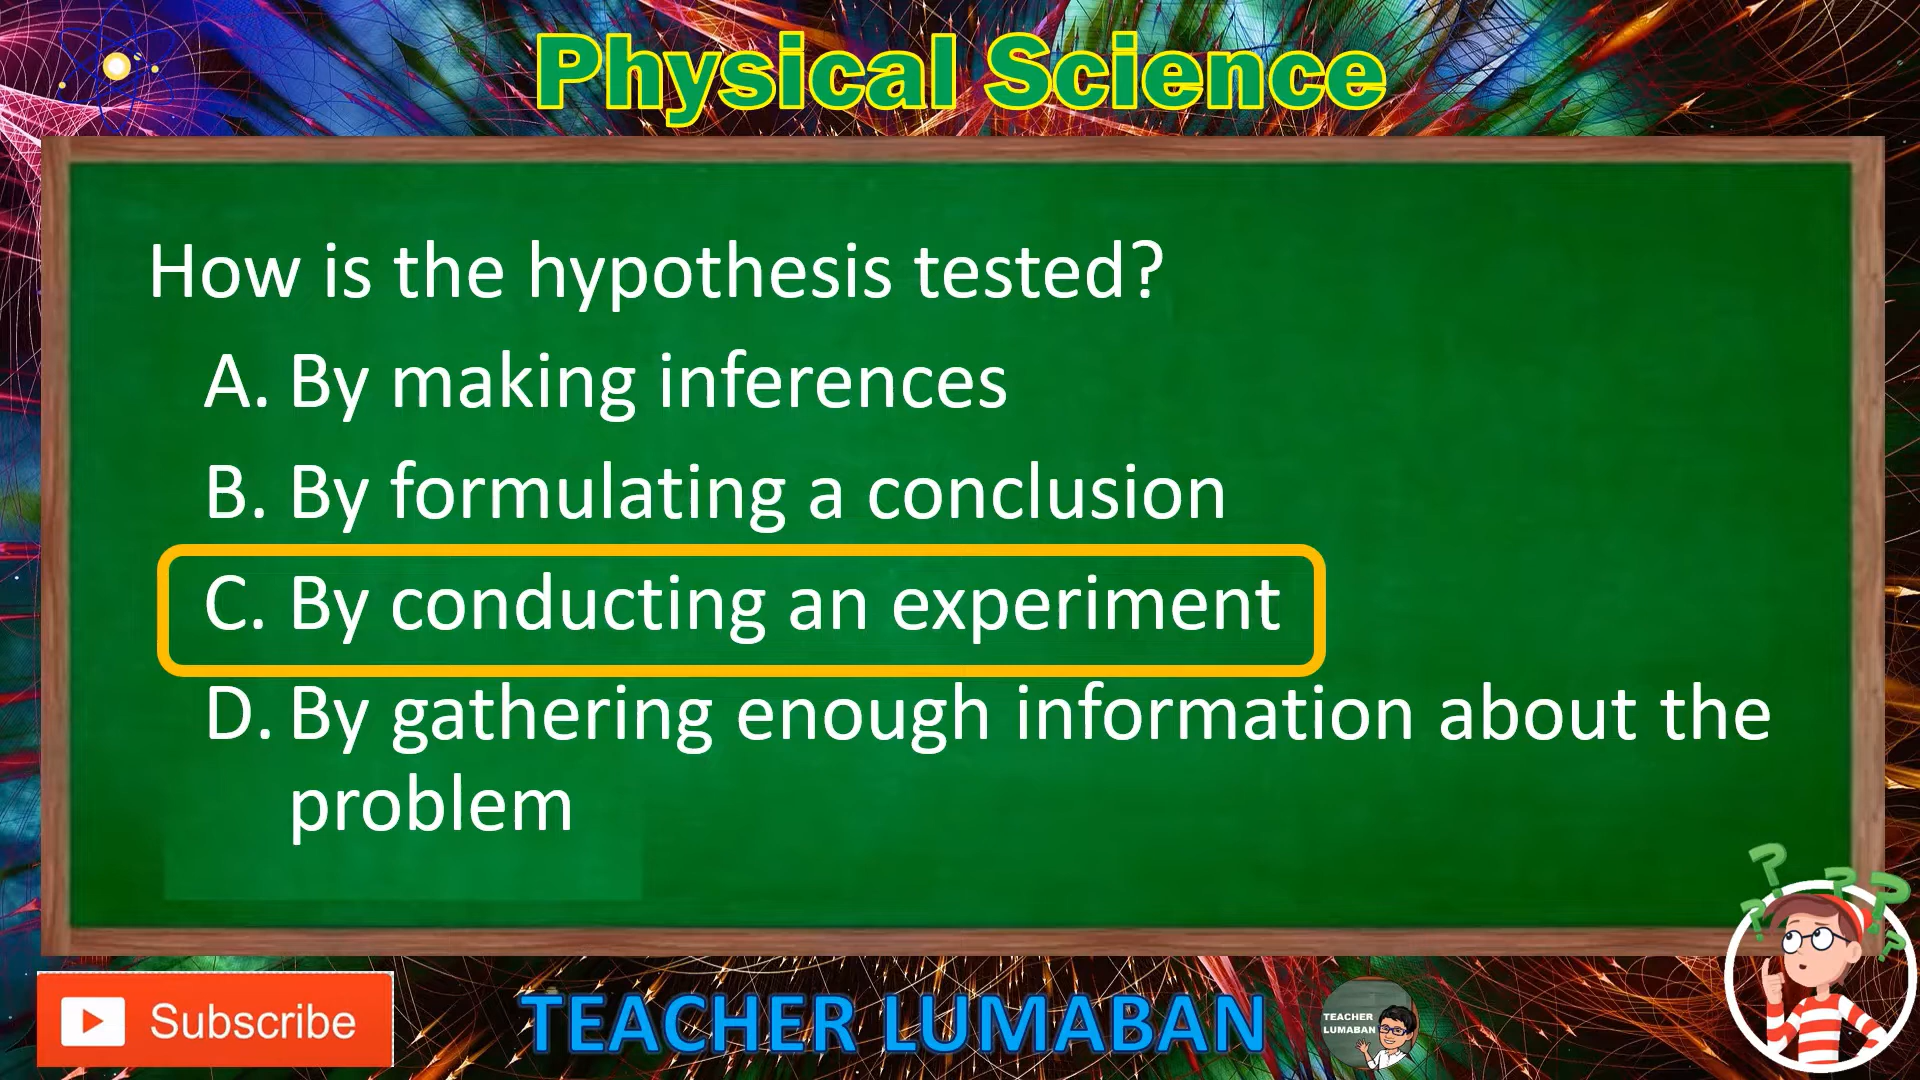 Physical Science
How is the hypothesis tested?
A. By making inferences
B. By formulating a conclusion
C. By conducting an experiment
D. By gathering enough information about the
problem
Subscribe
TEACHER LUMABAN
TEACHER
LUMABAN